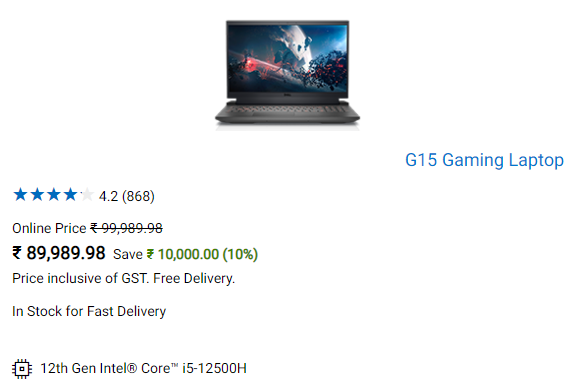 G15 Gaming Laptop
4.2 (868)
Online Price ₹ 99,989.98
₹ 89,989.98 Save ₹ 10,000.00 (10%)
Price inclusive of GST. Free Delivery.
In Stock for Fast Delivery
12th Gen Intel® Core™ i5-12500H